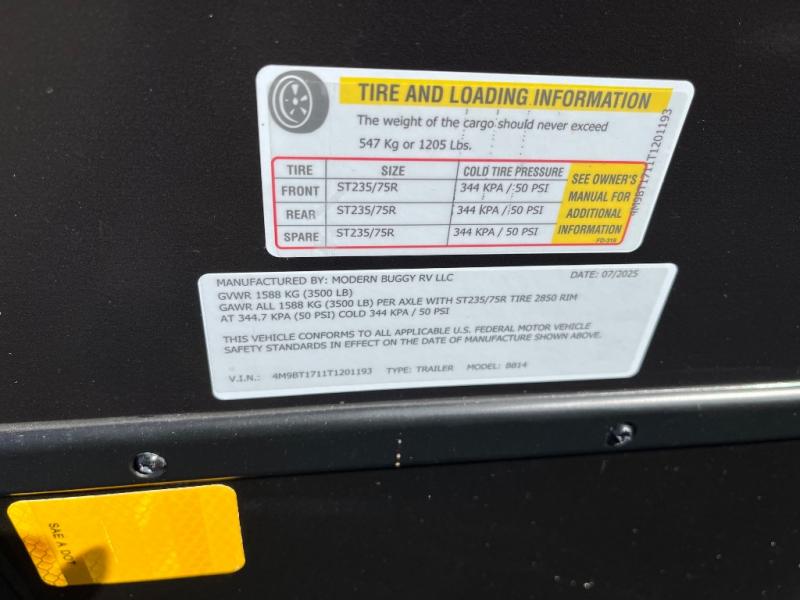 TIRE AND LOADING INFORMATION
The weight of the cargo should never exceed
547 Kg or 1205 Lbs.
TIRE SIZE COLD TIRE PRESSURE
FRONT ST235/75R 344 KPA / 50 PSI
REAR ST235/75R 344 KPA / 50 PSI
SPARE ST235/75R 344 KPA / 50 PSI
SEE OWNER'S
MANUAL FOR
ADDITIONAL
INFORMATION
FD-318
4M9BT1711T1201193
MANUFACTURED BY: MODERN BUGGY RV LLC DATE: 07/2025
GVWR 1588 KG (3500 LB)
GAWR ALL 1588 KG (3500 LB) PER AXLE WITH ST235/75R TIRE 2850 RIM
AT 344.7 KPA (50 PSI) COLD 344 KPA / 50 PSI
THIS VEHICLE CONFORMS TO ALL APPLICABLE U.S. FEDERAL MOTOR VEHICLE
SAFETY STANDARDS IN EFFECT ON THE DATE OF MANUFACTURE SHOWN ABOVE.
V.I.N.: 4M9BT1711T1201193 TYPE: TRAILER MODEL: BB14
SAE A DOT